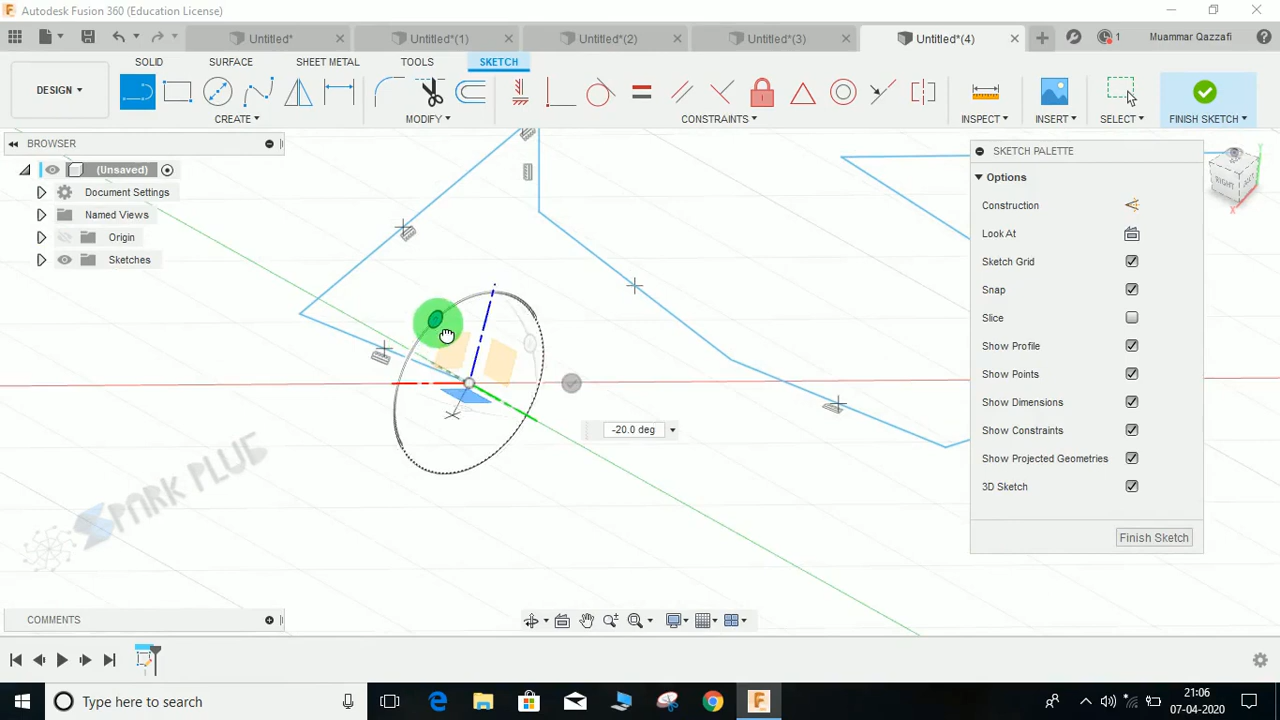 Autodesk Fusion 360 (Education License)
Untitled*
Untitled*(1)
Untitled*(2)
Untitled*(3)
Untitled*(4)
1
Muammar Qazzafi
DESIGN
SOLID
SURFACE
SHEET METAL
TOOLS
SKETCH
CREATE
MODIFY
CONSTRAINTS
INSPECT
INSERT
SELECT
FINISH SKETCH
BROWSER
(Unsaved)
Document Settings
Named Views
Origin
Sketches
SKETCH PALETTE
Options
Construction
Look At
Sketch Grid
Snap
Slice
Show Profile
Show Points
Show Dimensions
Show Constraints
Show Projected Geometries
3D Sketch
Finish Sketch
RIGHT
-20.0 deg
SPARK PLUE
COMMENTS
Type here to search
21:06
07-04-2020